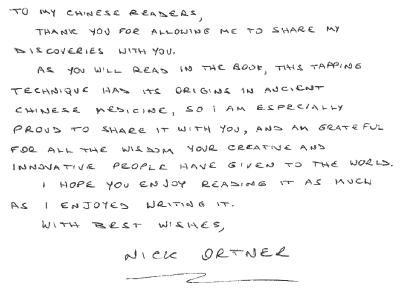 TO MY CHINESE READERS,
THANK YOU FOR ALLOWING ME TO SHARE MY
DISCOVERIES WITH YOU.
AS YOU WILL READ IN THE BOOK, THIS TAPPING
TECHNIQUE HAS ITS ORIGINS IN ANCIENT
CHINESE MEDICINE, SO I AM ESPECIALLY
PROUD TO SHARE IT WITH YOU, AND AM GRATEFUL
FOR ALL THE WISDOM YOUR CREATIVE AND
INNOVATIVE PEOPLE HAVE GIVEN TO THE WORLD.
I HOPE YOU ENJOY READING IT AS MUCH
AS I ENJOYED WRITING IT.
WITH BEST WISHES,
NICK ORTNER